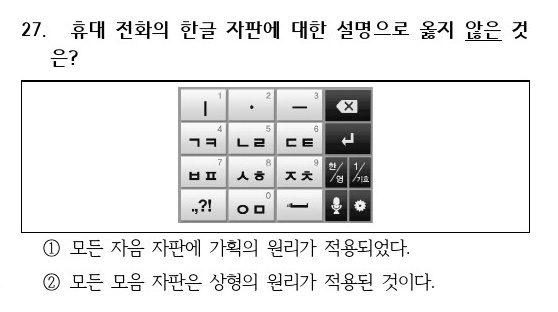 27. 휴대 전화의 한글 자판에 대한 설명으로 옳지 않은 것
은?
ㅣ 1 · 2 ㅡ 3
ㄱㅋ 4 ㄴㄹ 5 ㄷㅌ 6
ㅂㅍ 7 ㅅㅎ 8 ㅈㅊ 9 한/영 1/기호
.,?! ㅇㅁ 0
① 모든 자음 자판에 가획의 원리가 적용되었다.
② 모든 모음 자판은 상형의 원리가 적용된 것이다.